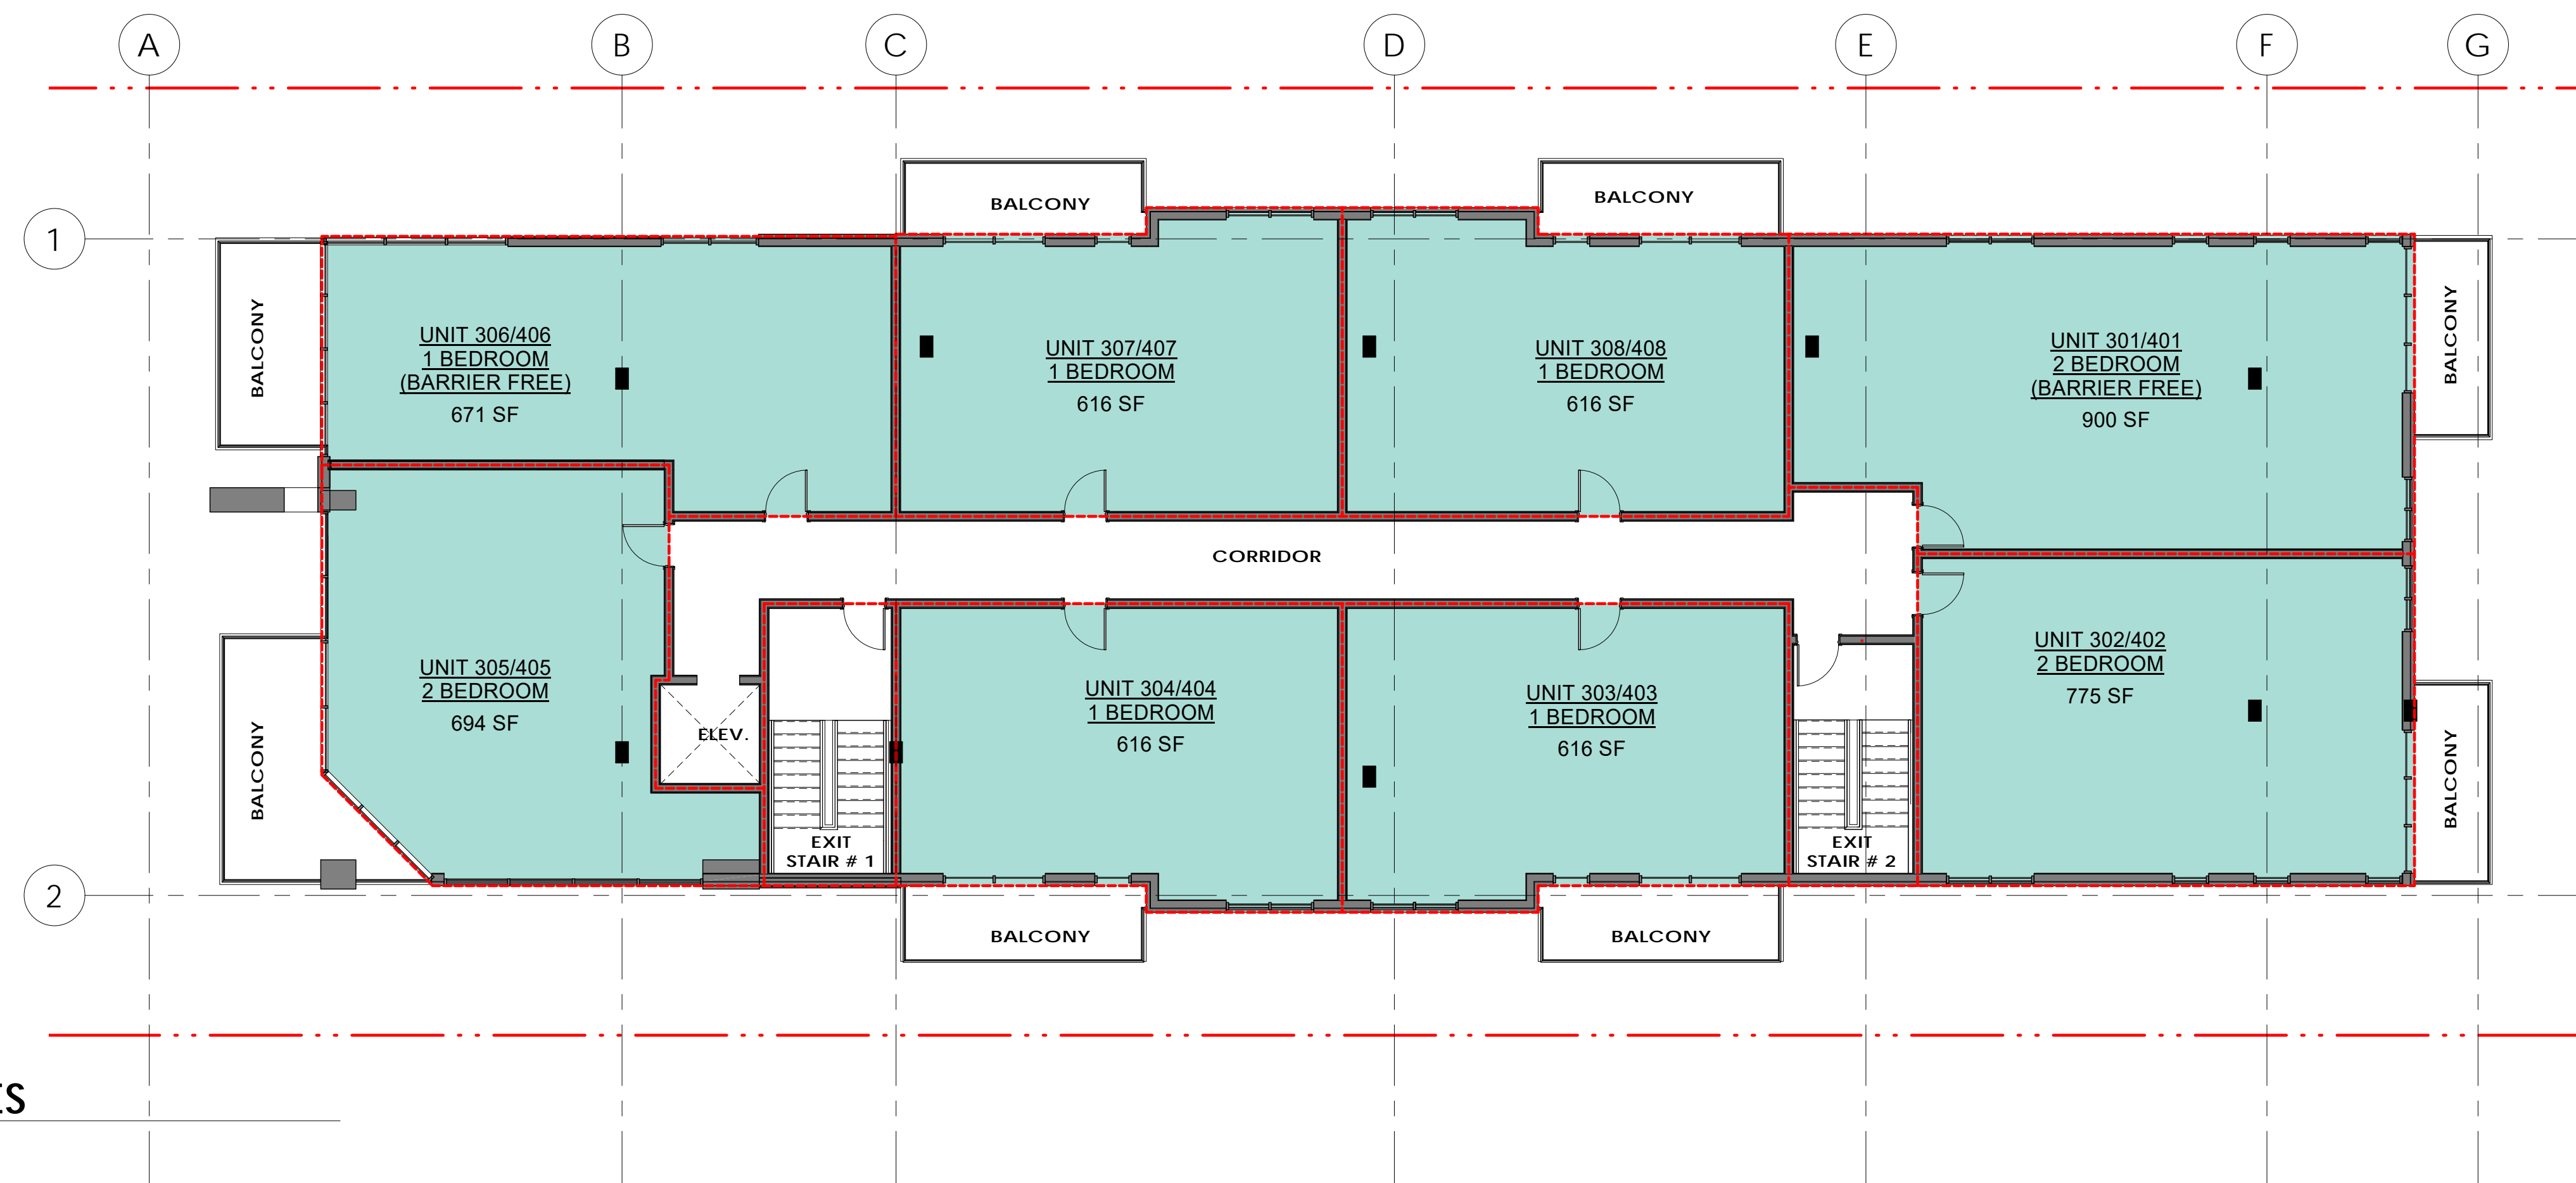 A
B
C
D
E
F
G
1
BALCONY
BALCONY
BALCONY
UNIT 306/406
1 BEDROOM
(BARRIER FREE)
671 SF
UNIT 307/407
1 BEDROOM
616 SF
UNIT 308/408
1 BEDROOM
616 SF
UNIT 301/401
2 BEDROOM
(BARRIER FREE)
900 SF
BALCONY
CORRIDOR
BALCONY
UNIT 305/405
2 BEDROOM
694 SF
ELEV.
EXIT
STAIR # 1
UNIT 304/404
1 BEDROOM
616 SF
UNIT 303/403
1 BEDROOM
616 SF
EXIT
STAIR # 2
UNIT 302/402
2 BEDROOM
775 SF
BALCONY
2
BALCONY
BALCONY